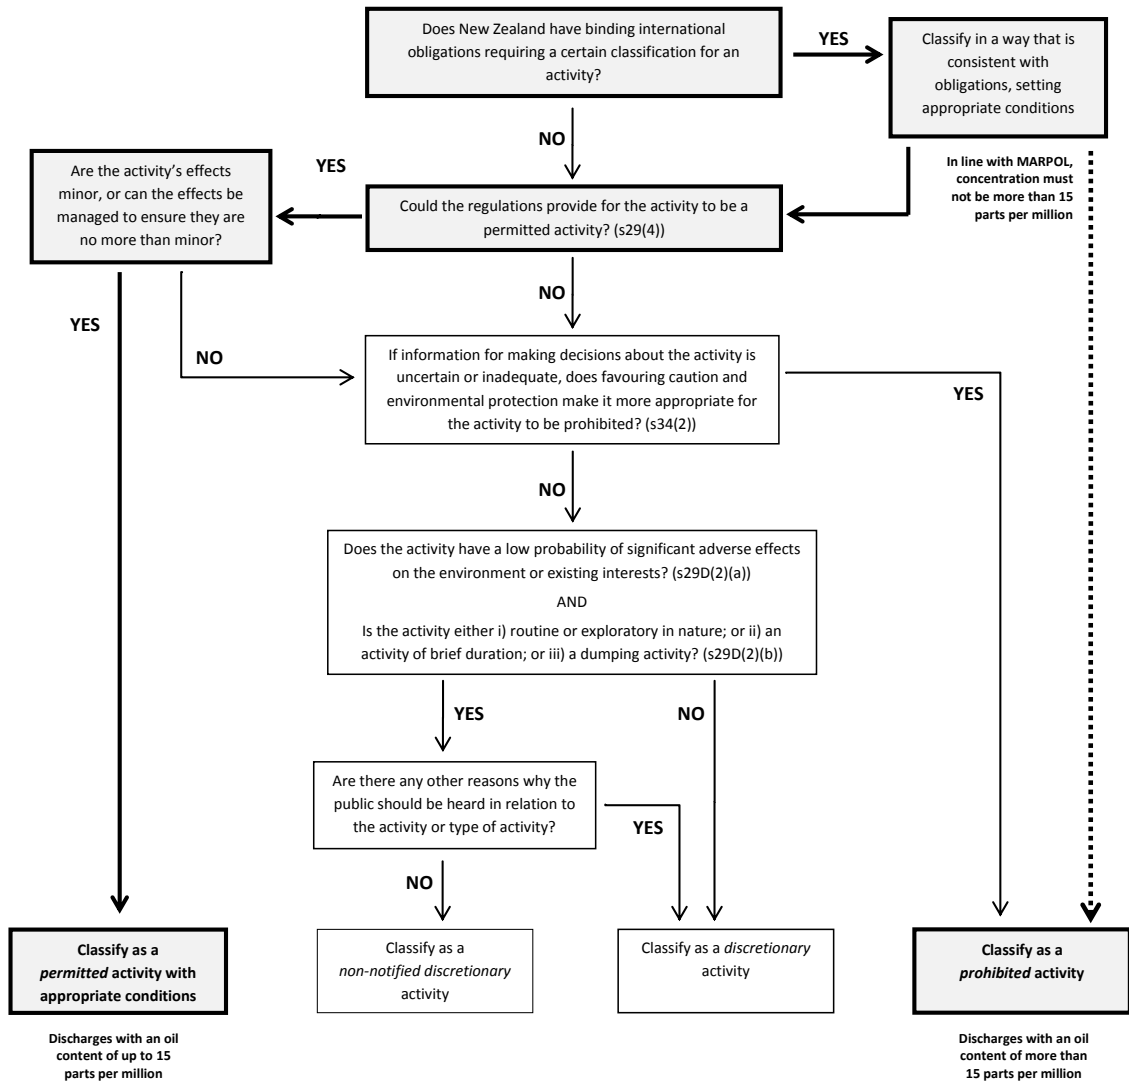 Does New Zealand have binding international
obligations requiring a certain classification for an
activity?
YES
Classify in a way that is
consistent with
obligations, setting
appropriate conditions
NO
In line with MARPOL,
concentration must
not be more than 15
parts per million
Are the activity’s effects
minor, or can the effects be
managed to ensure they are
no more than minor?
YES
Could the regulations provide for the activity to be a
permitted activity? (s29(4))
NO
YES
NO
If information for making decisions about the activity is
uncertain or inadequate, does favouring caution and
environmental protection make it more appropriate for
the activity to be prohibited? (s34(2))
YES
NO
Does the activity have a low probability of significant adverse effects
on the environment or existing interests? (s29D(2)(a))
AND
Is the activity either i) routine or exploratory in nature; or ii) an
activity of brief duration; or iii) a dumping activity? (s29D(2)(b))
YES
NO
Are there any other reasons why the
public should be heard in relation to
the activity or type of activity?
YES
NO
Classify as a
permitted activity with
appropriate conditions
Classify as a
non-notified discretionary
activity
Classify as a discretionary
activity
Classify as a
prohibited activity
Discharges with an oil
content of up to 15
parts per million
Discharges with an oil
content of more than
15 parts per million